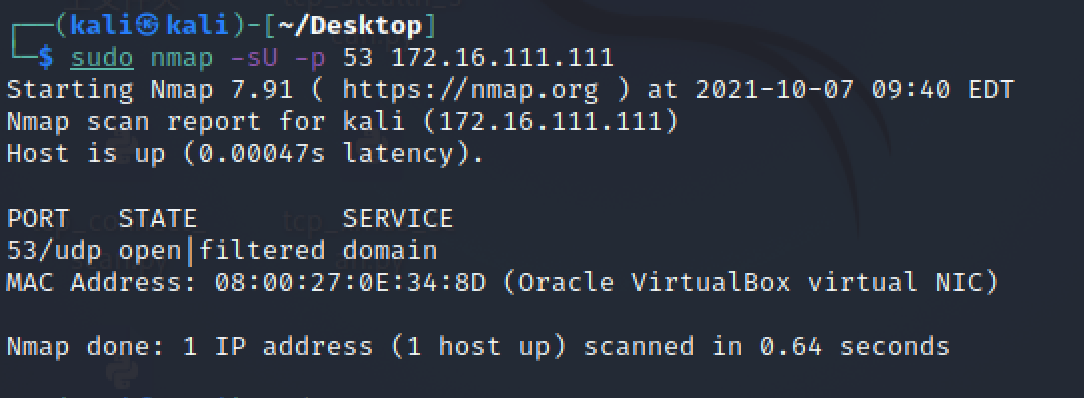 ┌──(kali㉿kali)-[~/Desktop]
└─$ sudo nmap -sU -p 53 172.16.111.111
Starting Nmap 7.91 ( https://nmap.org ) at 2021-10-07 09:40 EDT
Nmap scan report for kali (172.16.111.111)
Host is up (0.00047s latency).
PORT   STATE         SERVICE
53/udp open|filtered domain
MAC Address: 08:00:27:0E:34:8D (Oracle VirtualBox virtual NIC)
Nmap done: 1 IP address (1 host up) scanned in 0.64 seconds